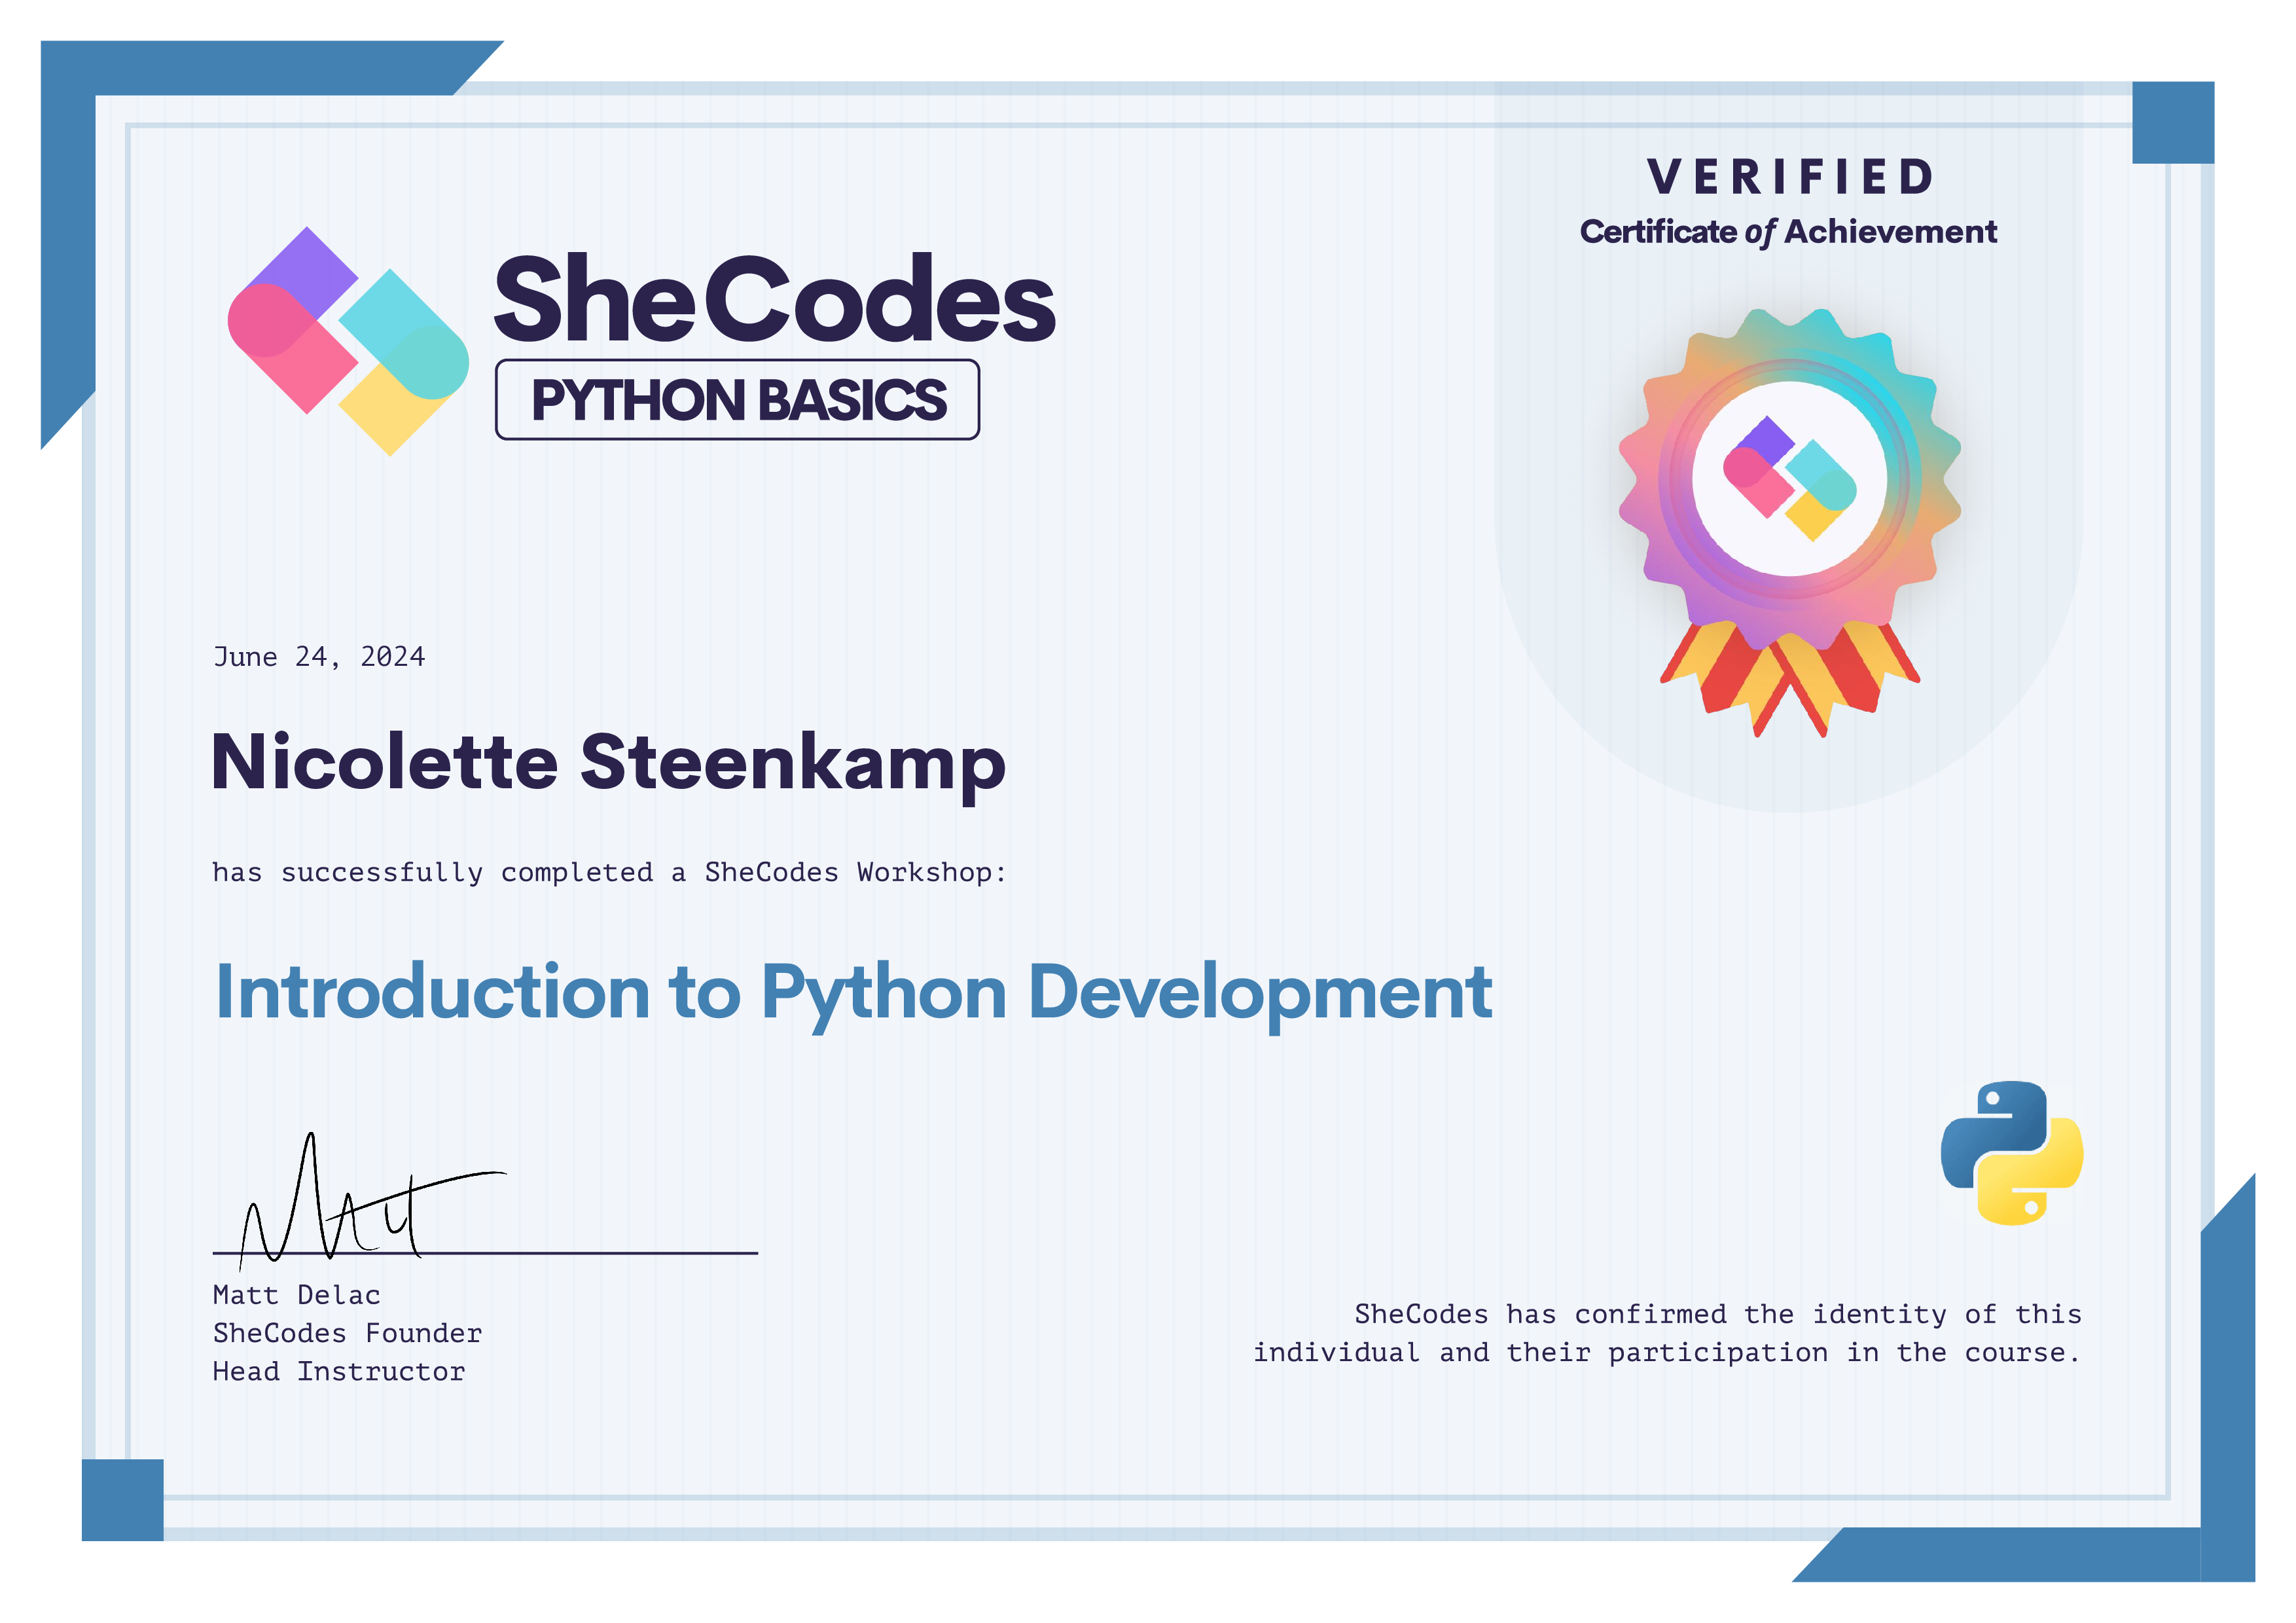 VERIFIED
Certificate of Achievement
SheCodes
PYTHON BASICS
June 24, 2024
Nicolette Steenkamp
has successfully completed a SheCodes Workshop:
Introduction to Python Development
Matt
Matt Delac
SheCodes Founder
Head Instructor
SheCodes has confirmed the identity of this
individual and their participation in the course.